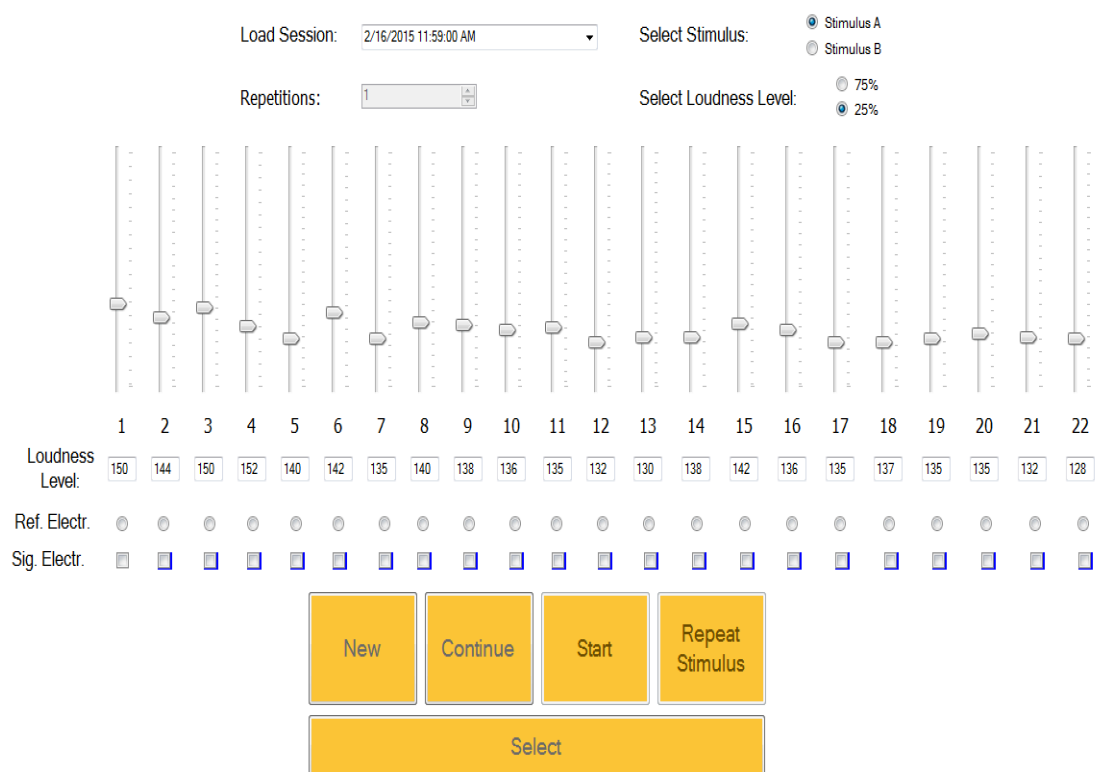 Load Session: 2/16/2015 11:59:00 AM Select Stimulus: Stimulus A
Stimulus B
Repetitions: 1 Select Loudness Level: 75%
25%
1 2 3 4 5 6 7 8 9 10 11 12 13 14 15 16 17 18 19 20 21 22
Loudness
Level: 150 144 150 152 140 142 135 140 138 136 135 132 130 138 142 136 135 137 135 135 132 128
Ref. Electr.
Sig. Electr.
New Continue Start Repeat
Stimulus
Select